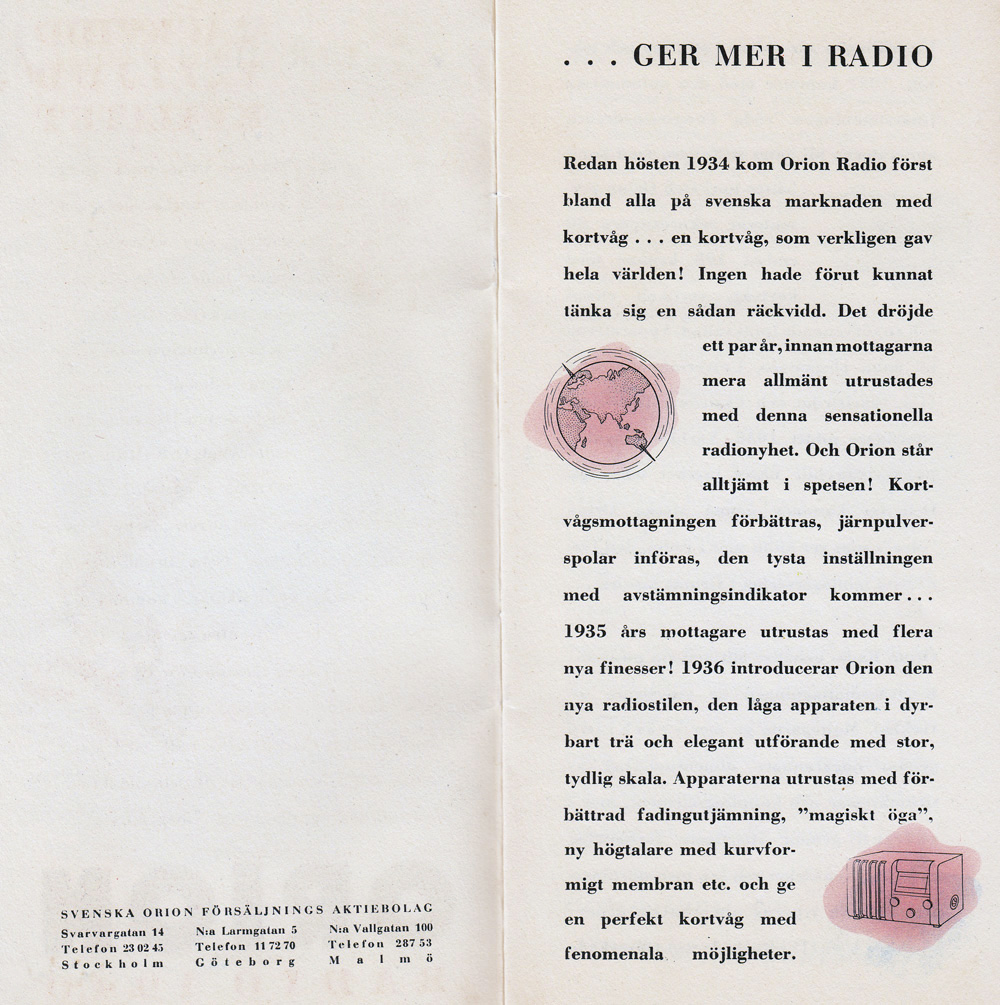 SVENSKA ORION FÖRSÄLJNINGS AKTIEBOLAG
Svarvargatan 14 N:a Larmgatan 5 N:a Vallgatan 100
Telefon 23 02 45 Telefon 11 72 70 Telefon 287 53
Stockholm Göteborg Malmö
. . . GER MER I RADIO
Redan hösten 1934 kom Orion Radio först
bland alla på svenska marknaden med
kortvåg . . . en kortvåg, som verkligen gav
hela världen! Ingen hade förut kunnat
tänka sig en sådan räckvidd. Det dröjde
ett par år, innan mottagarna
mera allmänt utrustades
med denna sensationella
radionyhet. Och Orion står
alltjämt i spetsen! Kort-
vågsmottagningen förbättras, järnpulver-
spolar införas, den tysta inställningen
med avstämningsindikator kommer . . .
1935 års mottagare utrustas med flera
nya finesser! 1936 introducerar Orion den
nya radiostilen, den låga apparaten i dyr-
bart trä och elegant utförande med stor,
tydlig skala. Apparaterna utrustas med för-
bättrad fadingutjämning, ”magiskt öga”,
ny högtalare med kurvfor-
migt membran etc. och ge
en perfekt kortvåg med
fenomenala möjligheter.